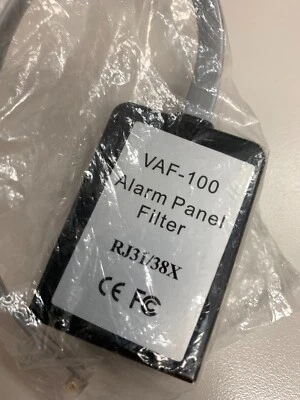 VAF-100
Alarm Panel
Filter
RJ31/38X
CE FC